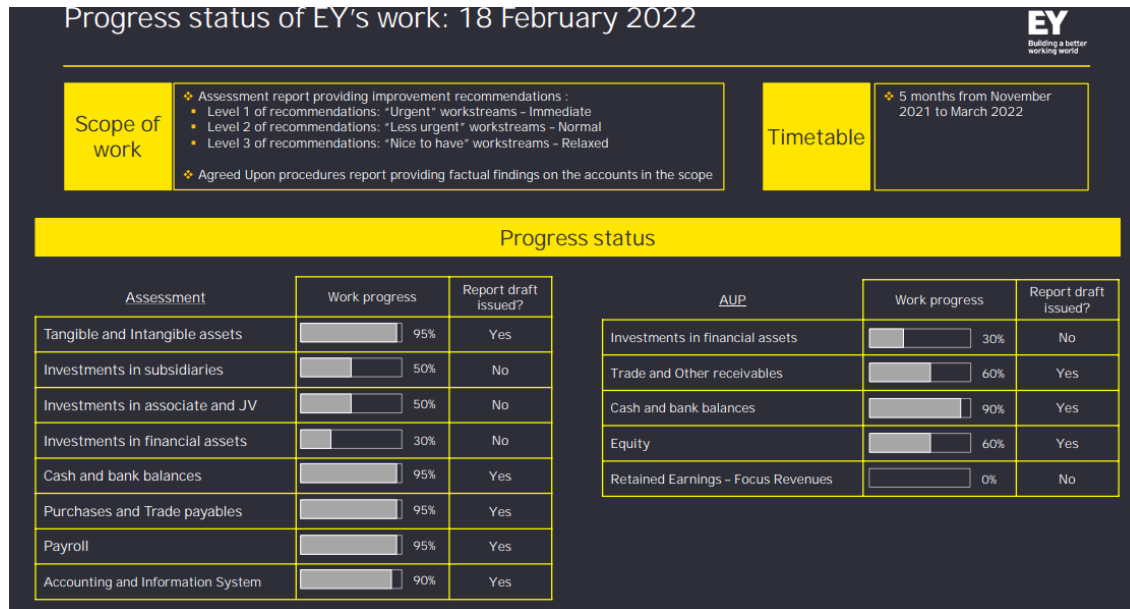 Progress status of EY's work: 18 February 2022
EY
Building a better
working world
Scope of
work
❖ Assessment report providing improvement recommendations :
▪ Level 1 of recommendations: "Urgent" workstreams – Immediate
▪ Level 2 of recommendations: "Less urgent" workstreams – Normal
▪ Level 3 of recommendations: "Nice to have" workstreams – Relaxed
❖ Agreed Upon procedures report providing factual findings on the accounts in the scope
Timetable
❖ 5 months from November
2021 to March 2022
Progress status
Assessment Work progress Report draft
issued?
Tangible and Intangible assets 95% Yes
Investments in subsidiaries 50% No
Investments in associate and JV 50% No
Investments in financial assets 30% No
Cash and bank balances 95% Yes
Purchases and Trade payables 95% Yes
Payroll 95% Yes
Accounting and Information System 90% Yes
AUP Work progress Report draft
issued?
Investments in financial assets 30% No
Trade and Other receivables 60% Yes
Cash and bank balances 90% Yes
Equity 60% Yes
Retained Earnings – Focus Revenues 0% No